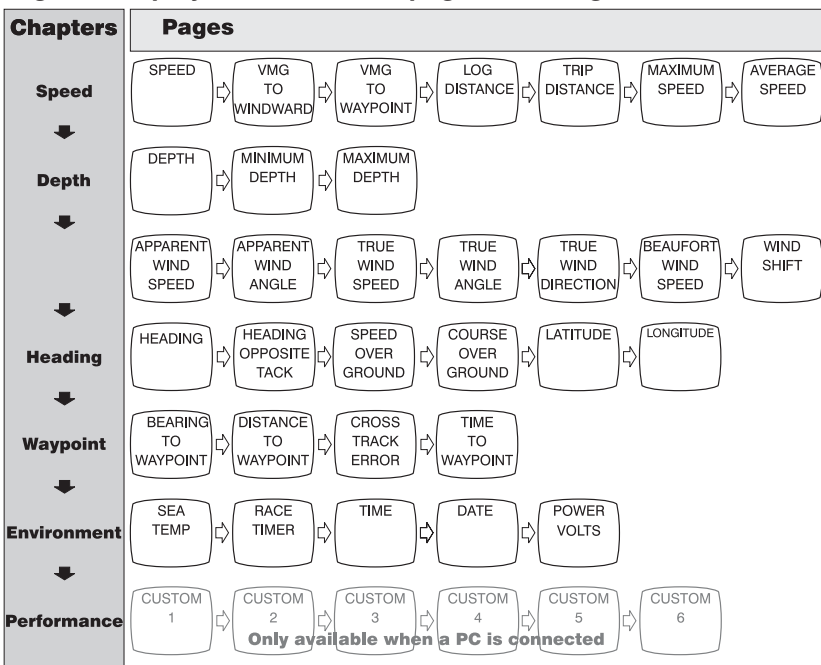 Chapters
Pages
Speed
SPEED
VMG
TO
WINDWARD
VMG
TO
WAYPOINT
LOG
DISTANCE
TRIP
DISTANCE
MAXIMUM
SPEED
AVERAGE
SPEED
Depth
DEPTH
MINIMUM
DEPTH
MAXIMUM
DEPTH
APPARENT
WIND
SPEED
APPARENT
WIND
ANGLE
TRUE
WIND
SPEED
TRUE
WIND
ANGLE
TRUE
WIND
DIRECTION
BEAUFORT
WIND
SPEED
WIND
SHIFT
Heading
HEADING
HEADING
OPPOSITE
TACK
SPEED
OVER
GROUND
COURSE
OVER
GROUND
LATITUDE
LONGITUDE
Waypoint
BEARING
TO
WAYPOINT
DISTANCE
TO
WAYPOINT
CROSS
TRACK
ERROR
TIME
TO
WAYPOINT
Environment
SEA
TEMP
RACE
TIMER
TIME
DATE
POWER
VOLTS
Performance
CUSTOM
1
CUSTOM
2
CUSTOM
3
CUSTOM
4
CUSTOM
5
CUSTOM
6
Only available when a PC is connected